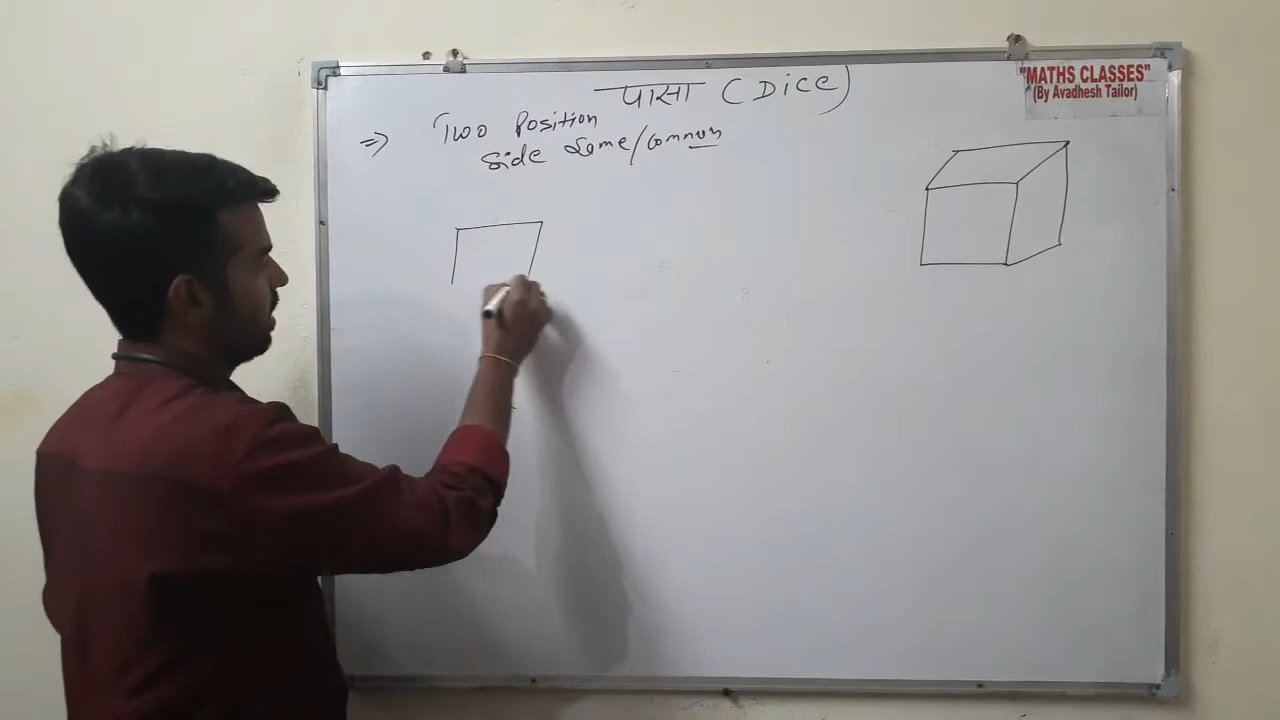 पासा (Dice)
"MATHS CLASSES"
(By Avadhesh Tailor)
⇒ Two Position
Side Same/Common